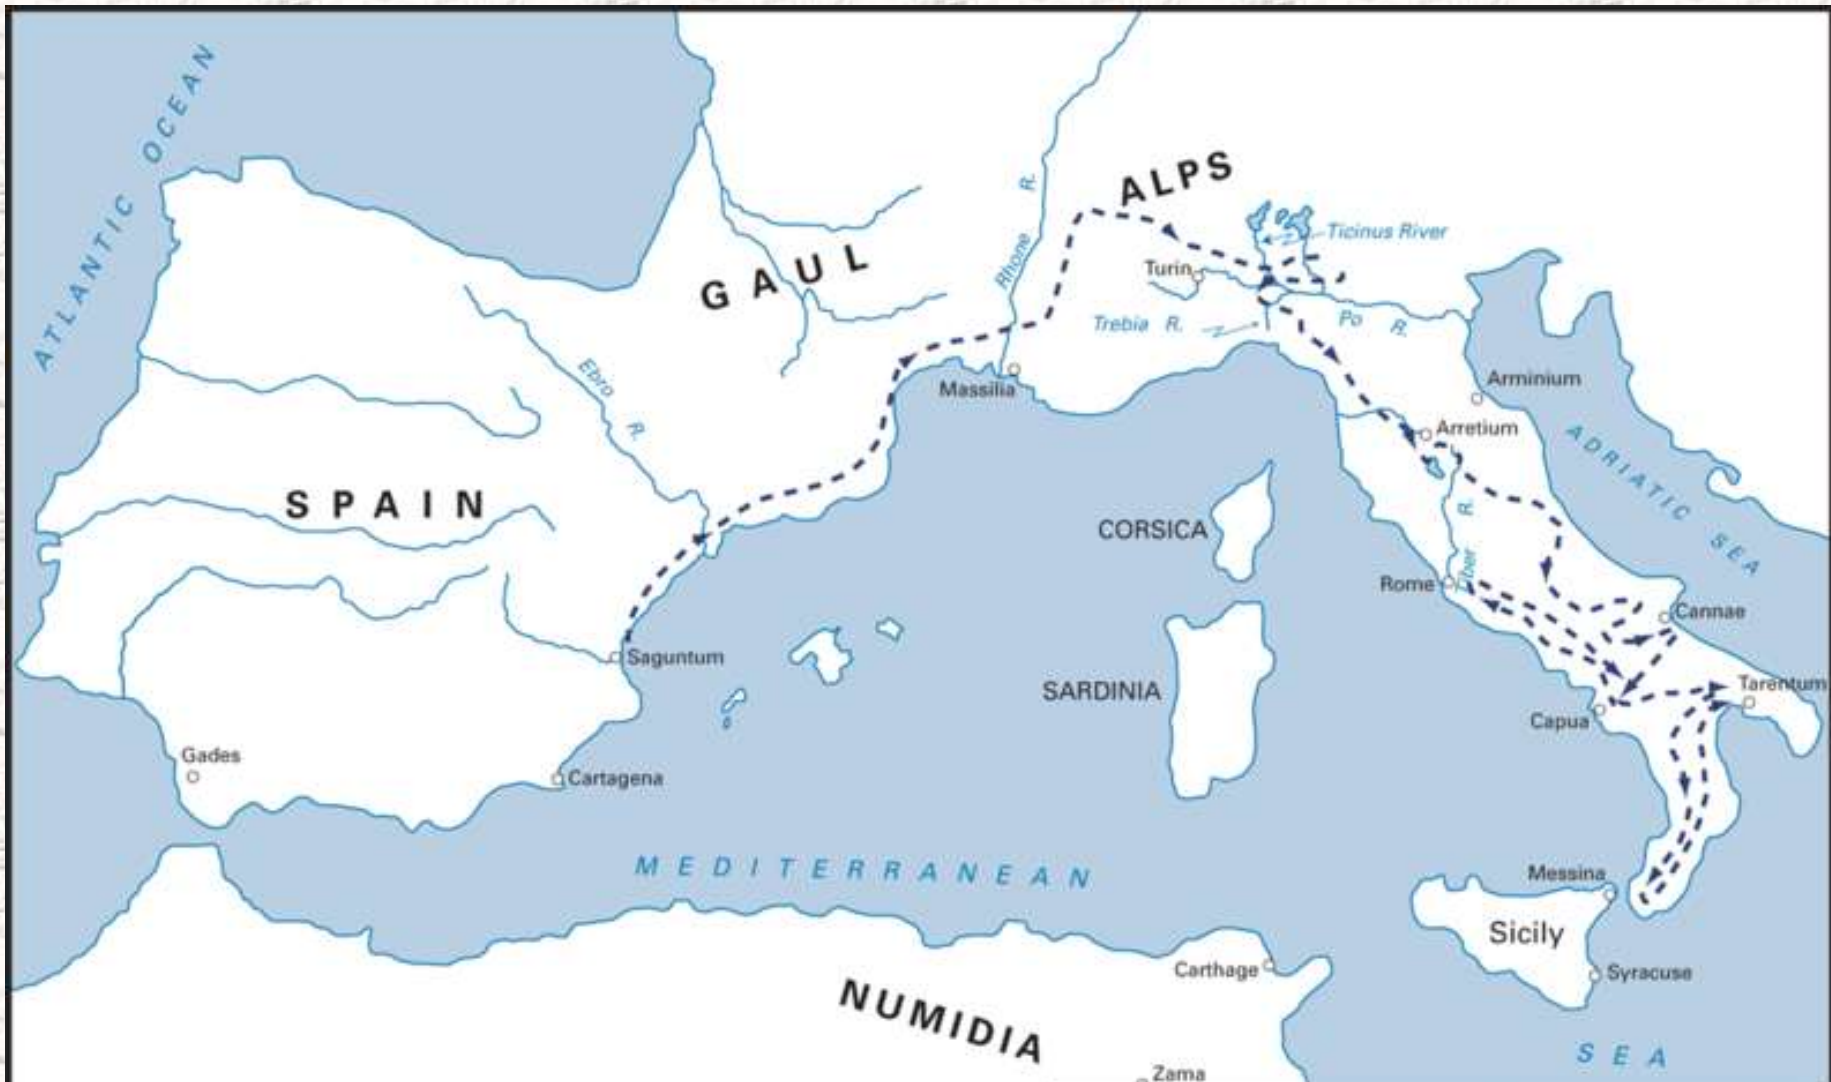 ATLANTIC OCEAN
ALPS
Rhone R.
Ticinus River
GAUL
Turin
Trebia R.
Po R.
Ebro R.
Massilia
Arminium
Arretium
ADRIATIC SEA
SPAIN
CORSICA
Tiber R.
Rome
Cannae
Saguntum
SARDINIA
Tarentum
Capua
Gades
Cartagena
MEDITERRANEAN
Messina
Sicily
Carthage
Syracuse
NUMIDIA
SEA
Zama